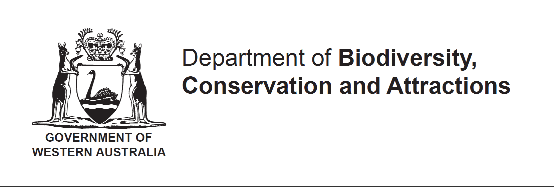 Department of Biodiversity,
Conservation and Attractions
GOVERNMENT OF
WESTERN AUSTRALIA